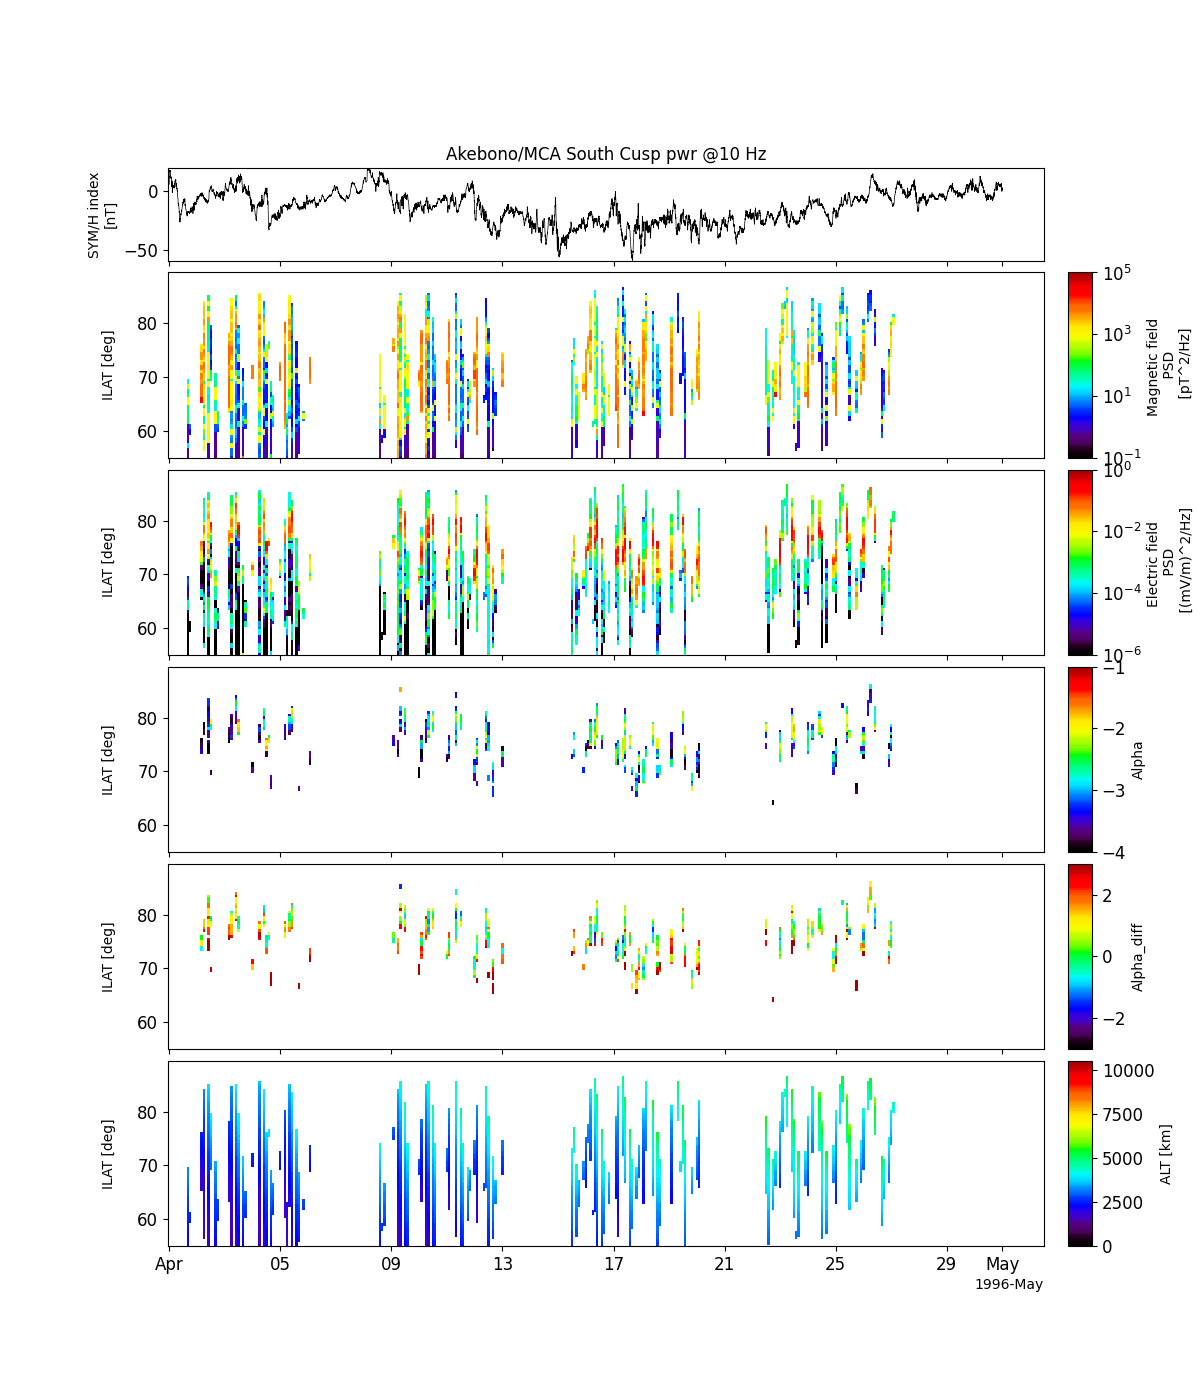 Akebono/MCA South Cusp pwr @10 Hz
SYM/H index
[nT]
0
−50
ILAT [deg]
80
70
60
10^5
10^3
10^1
10^-1
Magnetic field
PSD
[pT^2/Hz]
ILAT [deg]
80
70
60
10^0
10^-2
10^-4
10^-6
Electric field
PSD
[(mV/m)^2/Hz]
ILAT [deg]
80
70
60
−1
−2
−3
−4
Alpha
ILAT [deg]
80
70
60
2
0
−2
Alpha_diff
ILAT [deg]
80
70
60
10000
7500
5000
2500
0
ALT [km]
Apr 05 09 13 17 21 25 29 May
1996-May